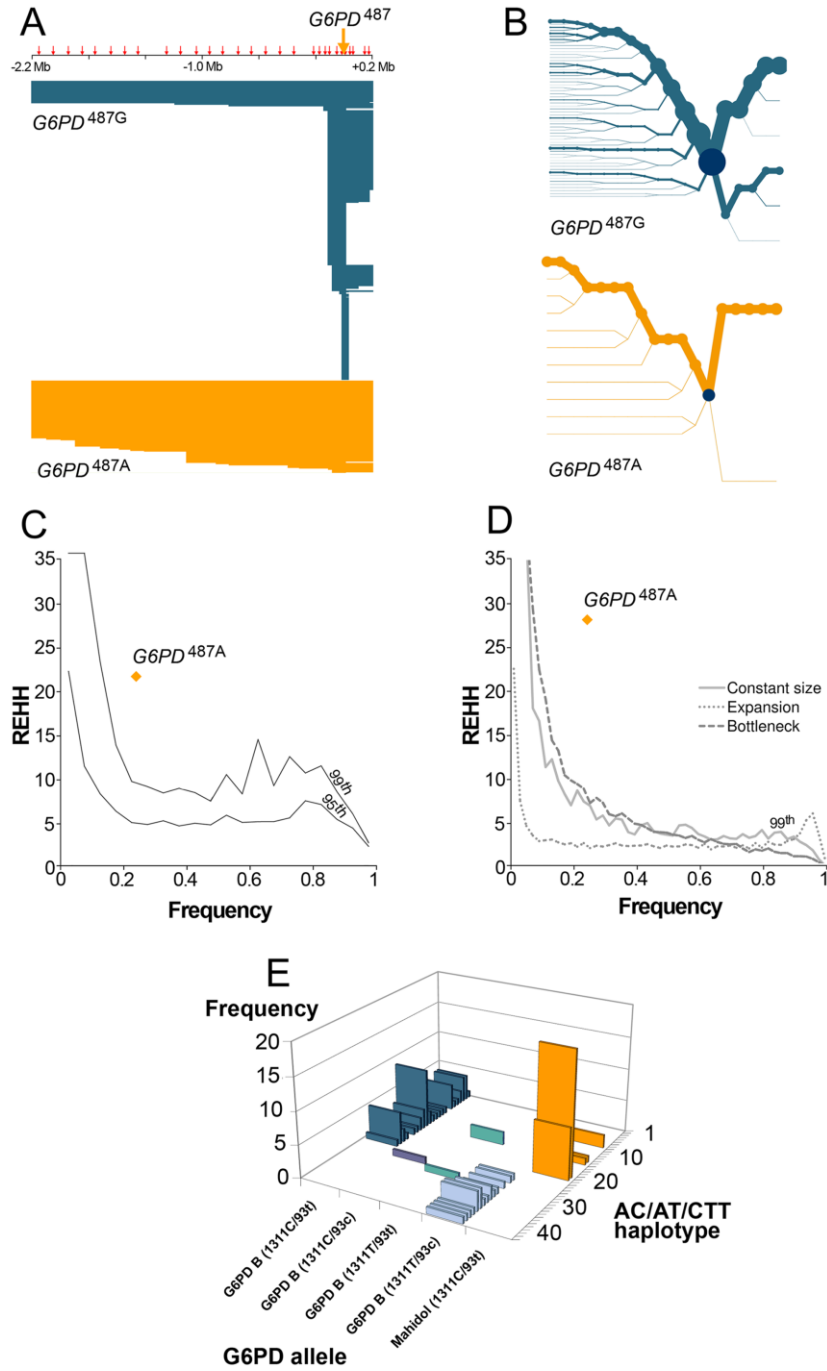 A
G6PD 487
-2.2 Mb -1.0 Mb +0.2 Mb
G6PD 487G
G6PD 487A
B
G6PD 487G
G6PD 487A
C
35
30
25
20
15
10
5
0
REHH
G6PD 487A
99th
95th
0 0.2 0.4 0.6 0.8 1
Frequency
D
35
30
25
20
15
10
5
0
REHH
G6PD 487A
Constant size
Expansion
Bottleneck
99th
0 0.2 0.4 0.6 0.8 1
Frequency
E
Frequency
20
15
10
5
0
1
10
20
30
40
AC/AT/CTT
haplotype
G6PD B (1311C/93t)
G6PD B (1311C/93c)
G6PD B (1311T/93t)
G6PD B (1311T/93c)
Mahidol (1311C/93t)
G6PD allele